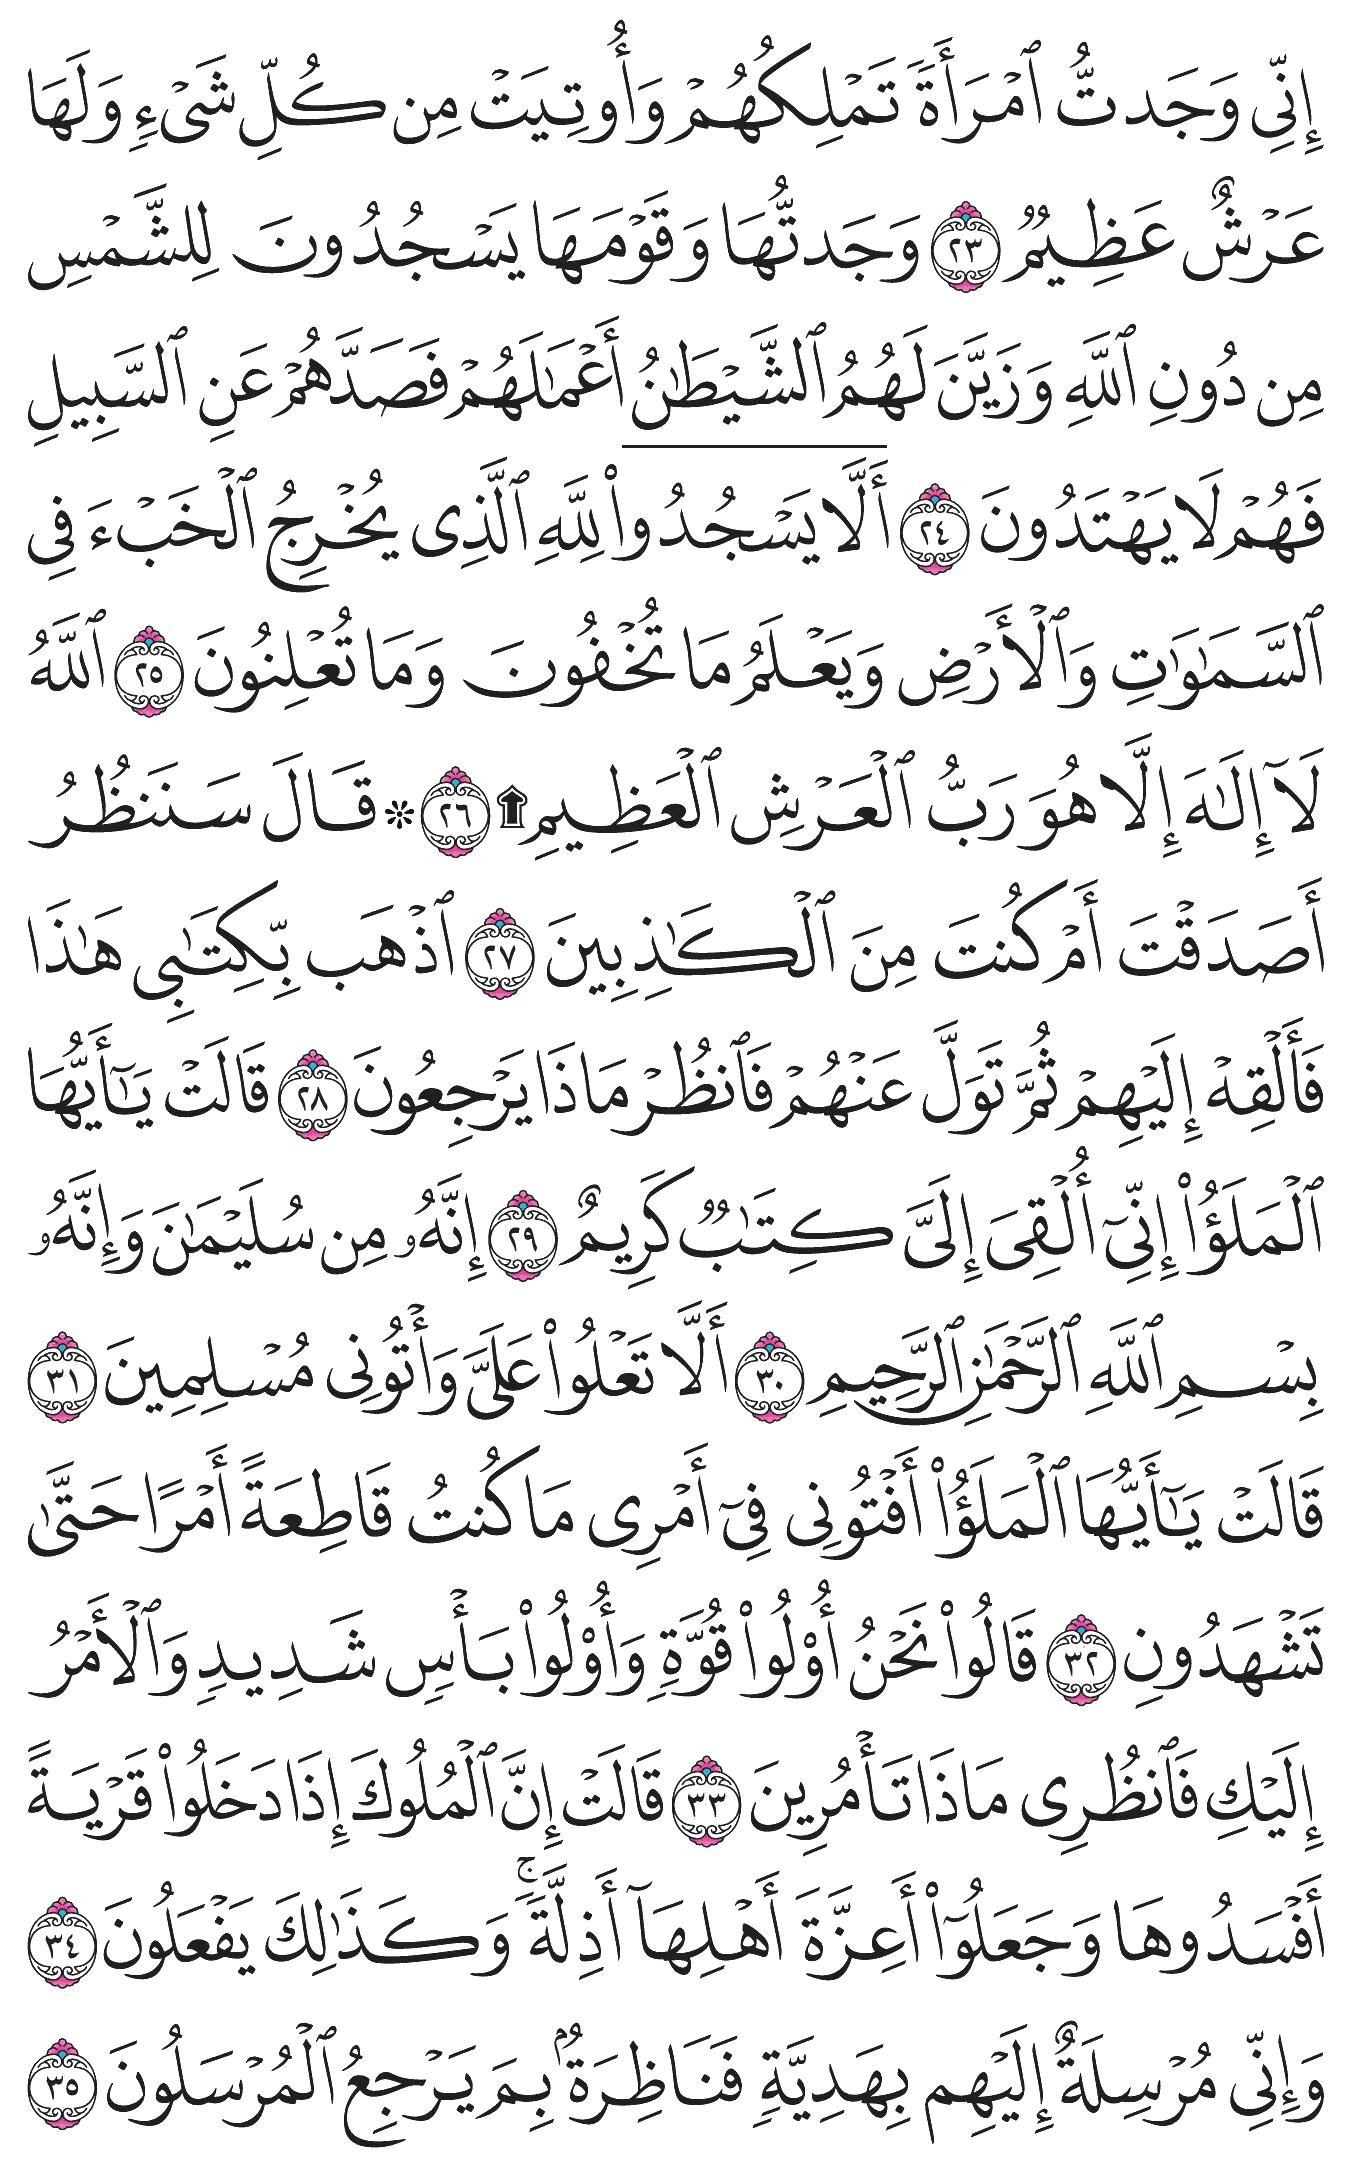 إِنِّي وَجَدتُّ ٱمۡرَأَةٗ تَمۡلِكُهُمۡ وَأُوتِيَتۡ مِن كُلِّ شَيۡءٖ وَلَهَا
عَرۡشٌ عَظِيمٞ ٢٣ وَجَدتُّهَا وَقَوۡمَهَا يَسۡجُدُونَ لِلشَّمۡسِ
مِن دُونِ ٱللَّهِ وَزَيَّنَ لَهُمُ ٱلشَّيۡطَٰنُ أَعۡمَٰلَهُمۡ فَصَدَّهُمۡ عَنِ ٱلسَّبِيلِ
فَهُمۡ لَا يَهۡتَدُونَ ٢٤ أَلَّا يَسۡجُدُواْ لِلَّهِ ٱلَّذِي يُخۡرِجُ ٱلۡخَبۡءَ فِي
ٱلسَّمَٰوَٰتِ وَٱلۡأَرۡضِ وَيَعۡلَمُ مَا تُخۡفُونَ وَمَا تُعۡلِنُونَ ٢٥ ٱللَّهُ
لَآ إِلَٰهَ إِلَّا هُوَ رَبُّ ٱلۡعَرۡشِ ٱلۡعَظِيمِ۩ ٢٦ ۞ قَالَ سَنَنظُرُ
أَصَدَقۡتَ أَمۡ كُنتَ مِنَ ٱلۡكَٰذِبِينَ ٢٧ ٱذۡهَب بِّكِتَٰبِي هَٰذَا
فَأَلۡقِهۡ إِلَيۡهِمۡ ثُمَّ تَوَلَّ عَنۡهُمۡ فَٱنظُرۡ مَاذَا يَرۡجِعُونَ ٢٨ قَالَتۡ يَٰٓأَيُّهَا
ٱلۡمَلَؤُاْ إِنِّيٓ أُلۡقِيَ إِلَيَّ كِتَٰبٞ كَرِيمٌ ٢٩ إِنَّهُۥ مِن سُلَيۡمَٰنَ وَإِنَّهُۥ
بِسۡمِ ٱللَّهِ ٱلرَّحۡمَٰنِ ٱلرَّحِيمِ ٣٠ أَلَّا تَعۡلُواْ عَلَيَّ وَأۡتُونِي مُسۡلِمِينَ ٣١
قَالَتۡ يَٰٓأَيُّهَا ٱلۡمَلَؤُاْ أَفۡتُونِي فِيٓ أَمۡرِي مَا كُنتُ قَاطِعَةً أَمۡرًا حَتَّىٰ
تَشۡهَدُونِ ٣٢ قَالُواْ نَحۡنُ أُوْلُواْ قُوَّةٖ وَأُوْلُواْ بَأۡسٖ شَدِيدٖ وَٱلۡأَمۡرُ
إِلَيۡكِ فَٱنظُرِي مَاذَا تَأۡمُرِينَ ٣٣ قَالَتۡ إِنَّ ٱلۡمُلُوكَ إِذَا دَخَلُواْ قَرۡيَةً
أَفۡسَدُوهَا وَجَعَلُوٓاْ أَعِزَّةَ أَهۡلِهَآ أَذِلَّةٗۚ وَكَذَٰلِكَ يَفۡعَلُونَ ٣٤
وَإِنِّي مُرۡسِلَةٌ إِلَيۡهِم بِهَدِيَّةٖ فَنَاظِرَةُۢ بِمَ يَرۡجِعُ ٱلۡمُرۡسَلُونَ ٣٥